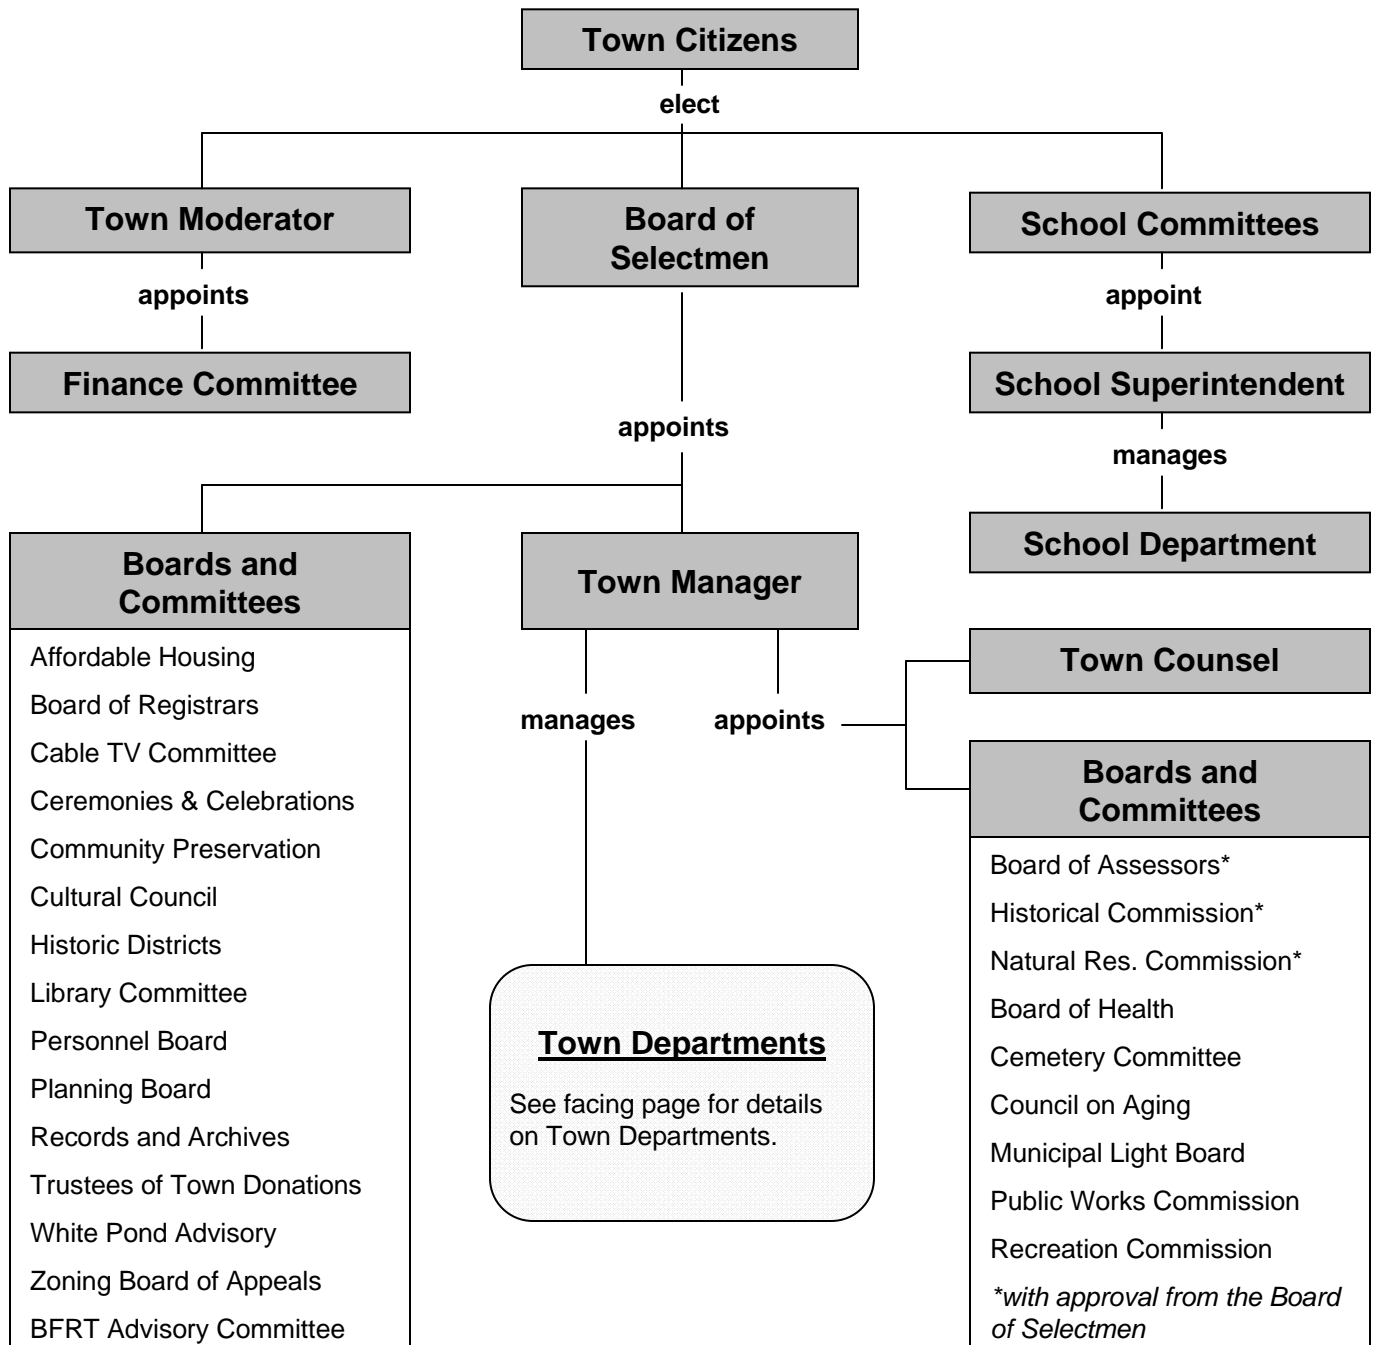 Town Citizens
elect
Town Moderator
Board of
Selectmen
School Committees
appoints
appoint
Finance Committee
School Superintendent
appoints
manages
School Department
Boards and
Committees
Affordable Housing
Board of Registrars
Cable TV Committee
Ceremonies & Celebrations
Community Preservation
Cultural Council
Historic Districts
Library Committee
Personnel Board
Planning Board
Records and Archives
Trustees of Town Donations
White Pond Advisory
Zoning Board of Appeals
BFRT Advisory Committee
Town Manager
manages
appoints
Town Departments
See facing page for details
on Town Departments.
Town Counsel
Boards and
Committees
Board of Assessors*
Historical Commission*
Natural Res. Commission*
Board of Health
Cemetery Committee
Council on Aging
Municipal Light Board
Public Works Commission
Recreation Commission
*with approval from the Board
of Selectmen